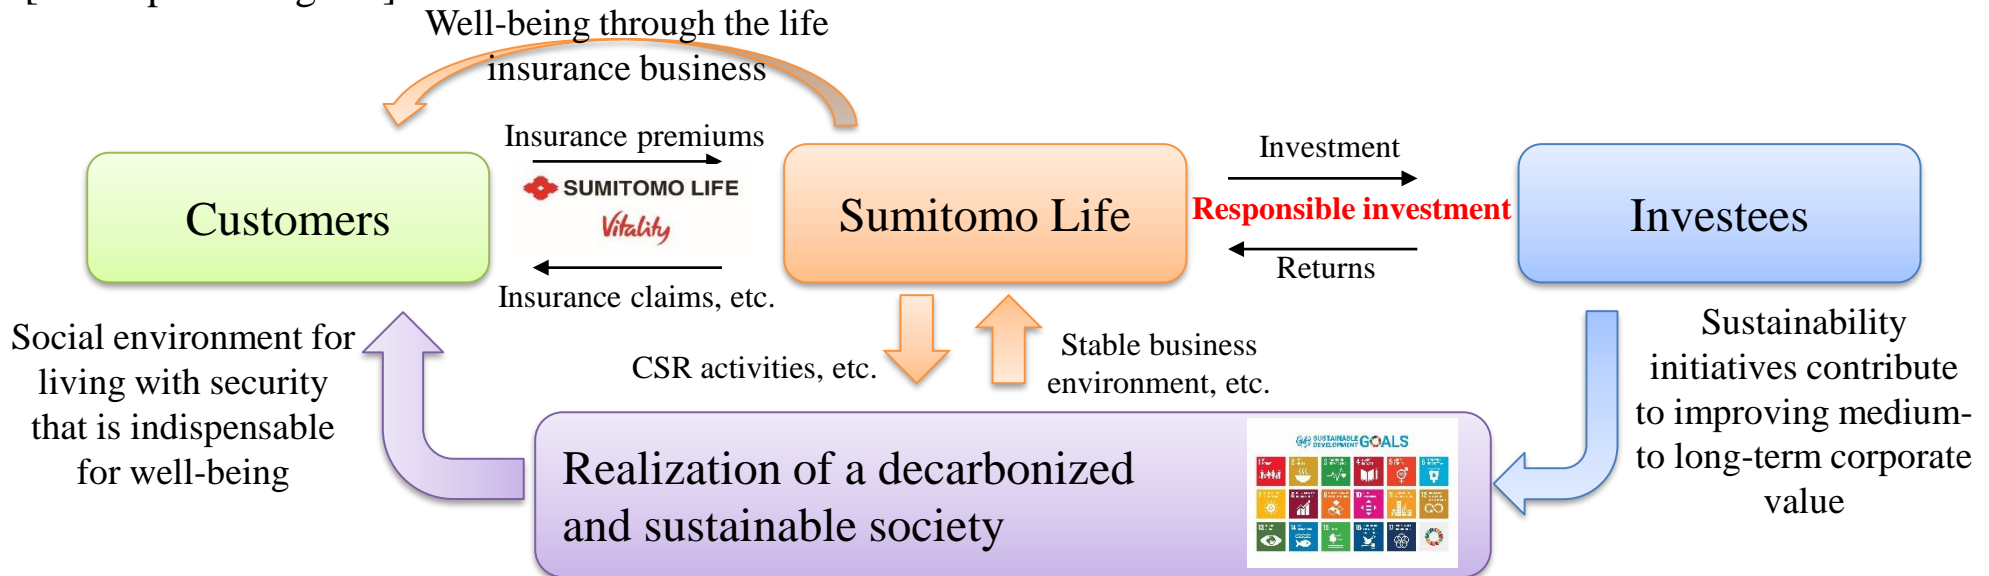 Well-being through the life
insurance business
Insurance premiums
SUMITOMO LIFE
Vitality
Insurance claims, etc.
Customers
Sumitomo Life
Investment
Responsible investment
Returns
Investees
Social environment for
living with security
that is indispensable
for well-being
CSR activities, etc.
Stable business
environment, etc.
Sustainability
initiatives contribute
to improving medium-
to long-term corporate
value
Realization of a decarbonized
and sustainable society
SUSTAINABLE
DEVELOPMENT
GOALS